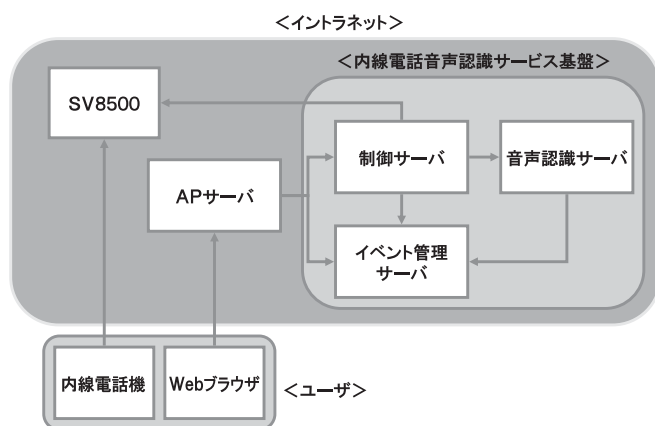 ＜イントラネット＞
＜内線電話音声認識サービス基盤＞
SV8500
制御サーバ
音声認識サーバ
APサーバ
イベント管理
サーバ
内線電話機
Webブラウザ
＜ユーザ＞